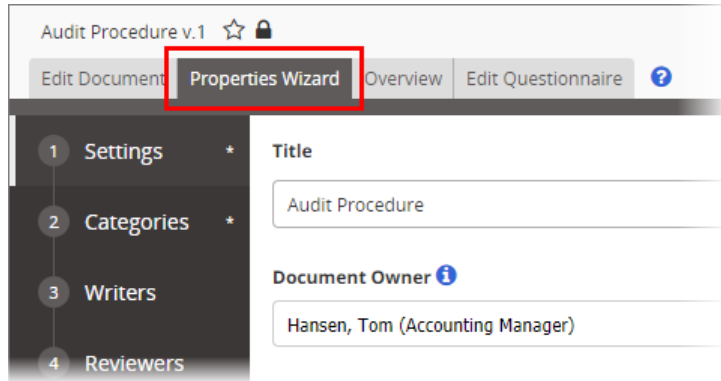 Audit Procedure v.1
Edit Document Properties Wizard Overview Edit Questionnaire ?
1 Settings *
Title
Audit Procedure
2 Categories *
Document Owner i
3 Writers
Hansen, Tom (Accounting Manager)
4 Reviewers